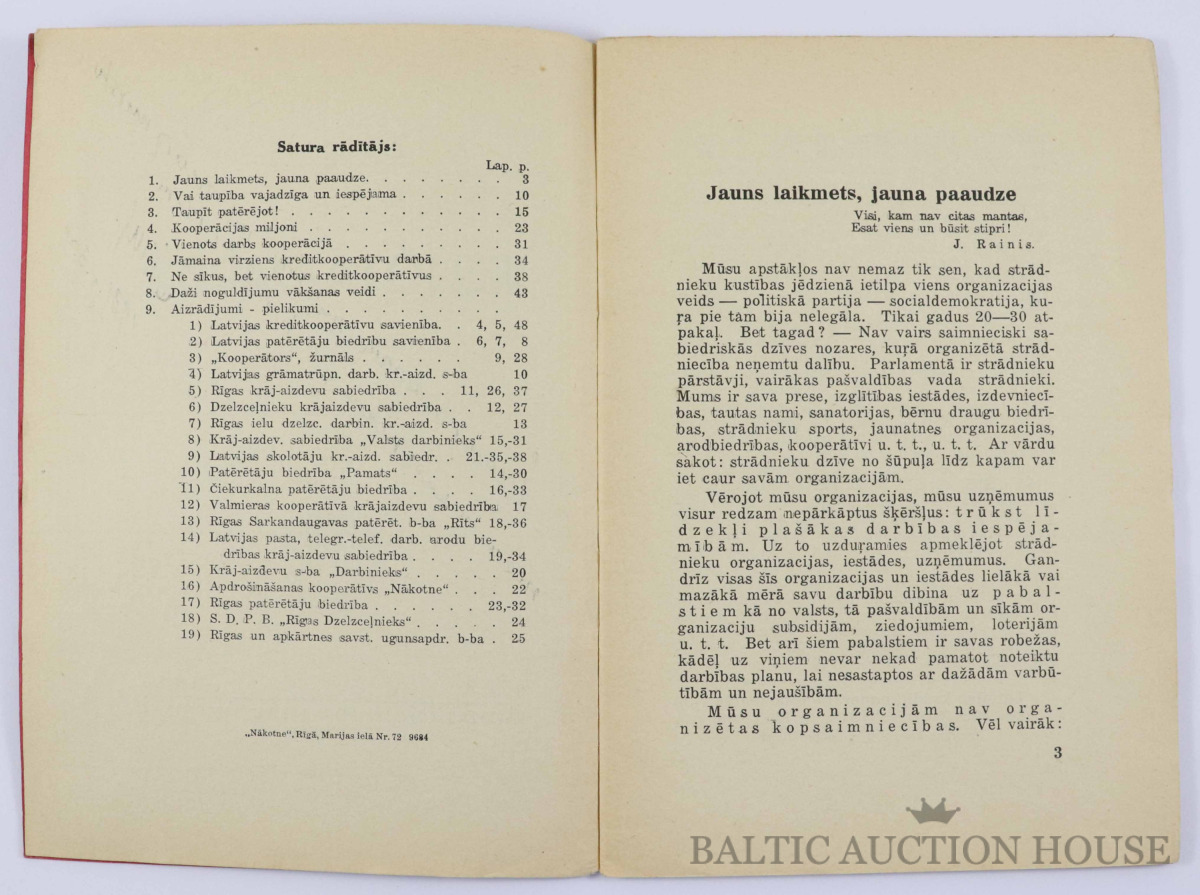 Satura rādītājs:
Lap. p.
1. Jauns laikmets, jauna paaudze. . . . . . . . 3
2. Vai taupība vajadzīga un iespējama . . . . . . 10
3. Taupīt patērējot! . . . . . . . . . . . 15
4. Kooperācijas miljoni . . . . . . . . . . 23
5. Vienots darbs kooperācijā . . . . . . . . 31
6. Jāmaina virziens kreditkooperātīvu darbā . . . . 34
7. Ne sīkus, bet vienotus kreditkooperātīvus . . . . 38
8. Daži noguldījumu vākšanas veidi . . . . . . . 43
9. Aizrādījumi - pielikumi . . . . . . . . . .
1) Latvijas kreditkooperātīvu savienība. . 4, 5, 48
2) Latvijas patērētāju biedrību savienība . 6, 7, 8
3) „Kooperātors“, žurnāls . . . . . . 9, 28
4) Latvijas grāmatrūpn. darb. kr.-aizd. s-ba 10
5) Rīgas krāj-aizdevu sabiedrība . . . 11, 26, 37
6) Dzelzceļnieku krājaizdevu sabiedrība . . 12, 27
7) Rīgas ielu dzelzc. darbin. kr.-aizd. s-ba 13
8) Krāj-aizdev. sabiedrība „Valsts darbinieks“ 15,-31
9) Latvijas skolotāju kr.-aizd. sabiedr. . 21.-35,-38
10) Patērētāju biedrība „Pamats“ . . . . 14,-30
11) Čiekurkalna patērētāju biedrība . . . . 16,-33
12) Valmieras kooperātīvā krājaizdevu sabiedrība 17
13) Rīgas Sarkandaugavas patērēt. b-ba „Rīts“ 18,-36
14) Latvijas pasta, telegr.-telef. darb. arodu bie-
drības krāj-aizdevu sabiedrība . . . . 19,-34
15) Krāj-aizdevu s-ba „Darbinieks“ . . . . . 20
16) Apdrošināšanas kooperātīvs „Nākotne“ . . . 22
17) Rīgas patērētāju biedrība . . . . . . 23,-32
18) S. D. P. B. „Rīgas Dzelzceļnieks“ . . . . . 24
19) Rīgas un apkārtnes savst. ugunsapdr. b-ba . 25
„Nākotne“, Rīgā, Marijas ielā Nr. 72 9684
Jauns laikmets, jauna paaudze
Visi, kam nav citas mantas,
Esat viens un būsit stipri!
J. Rainis.
Mūsu apstākļos nav nemaz tik sen, kad strād-
nieku kustības jēdzienā ietilpa viens organizacijas
veids — politiskā partija — socialdemokratija, ku-
ŗa pie tam bija nelegāla. Tikai gadus 20—30 at-
pakaļ. Bet tagad? — Nav vairs saimnieciski sa-
biedriskās dzīves nozares, kuŗā organizētā strād-
niecība neņemtu dalību. Parlamentā ir strādnieku
pārstāvji, vairākas pašvaldības vada strādnieki.
Mums ir sava prese, izglītības iestādes, izdevniecī-
bas, tautas nami, sanatorijas, bērnu draugu biedrī-
bas, strādnieku sports, jaunatnes organizacijas,
arodbiedrības, kooperātīvi u. t. t., u. t. t. Ar vārdu
sakot: strādnieku dzīve no šūpuļa līdz kapam var
iet caur savām organizacijām.
Vērojot mūsu organizacijas, mūsu uzņēmumus
visur redzam nepārkāptus šķēršļus: trūkst lī-
dzekļi plašākas darbības iespēja-
mībām. Uz to uzduŗamies apmeklējot strād-
nieku organizacijas, iestādes, uzņēmumus. Gan-
drīz visas šīs organizacijas un iestādes lielākā vai
mazākā mērā savu darbību dibina uz pabal-
stiem kā no valsts, tā pašvaldībām un sīkām or-
ganizaciju subsidijām, ziedojumiem, loterijām
u. t. t. Bet arī šiem pabalstiem ir savas robežas,
kādēļ uz viņiem nevar nekad pamatot noteiktu
darbības planu, lai nesastaptos ar dažādām varbū-
tībām un nejaušībām.
Mūsu organizacijām nav orga-
nizētas kopsaimniecības. Vēl vairāk:
3
BALTIC AUCTION HOUSE